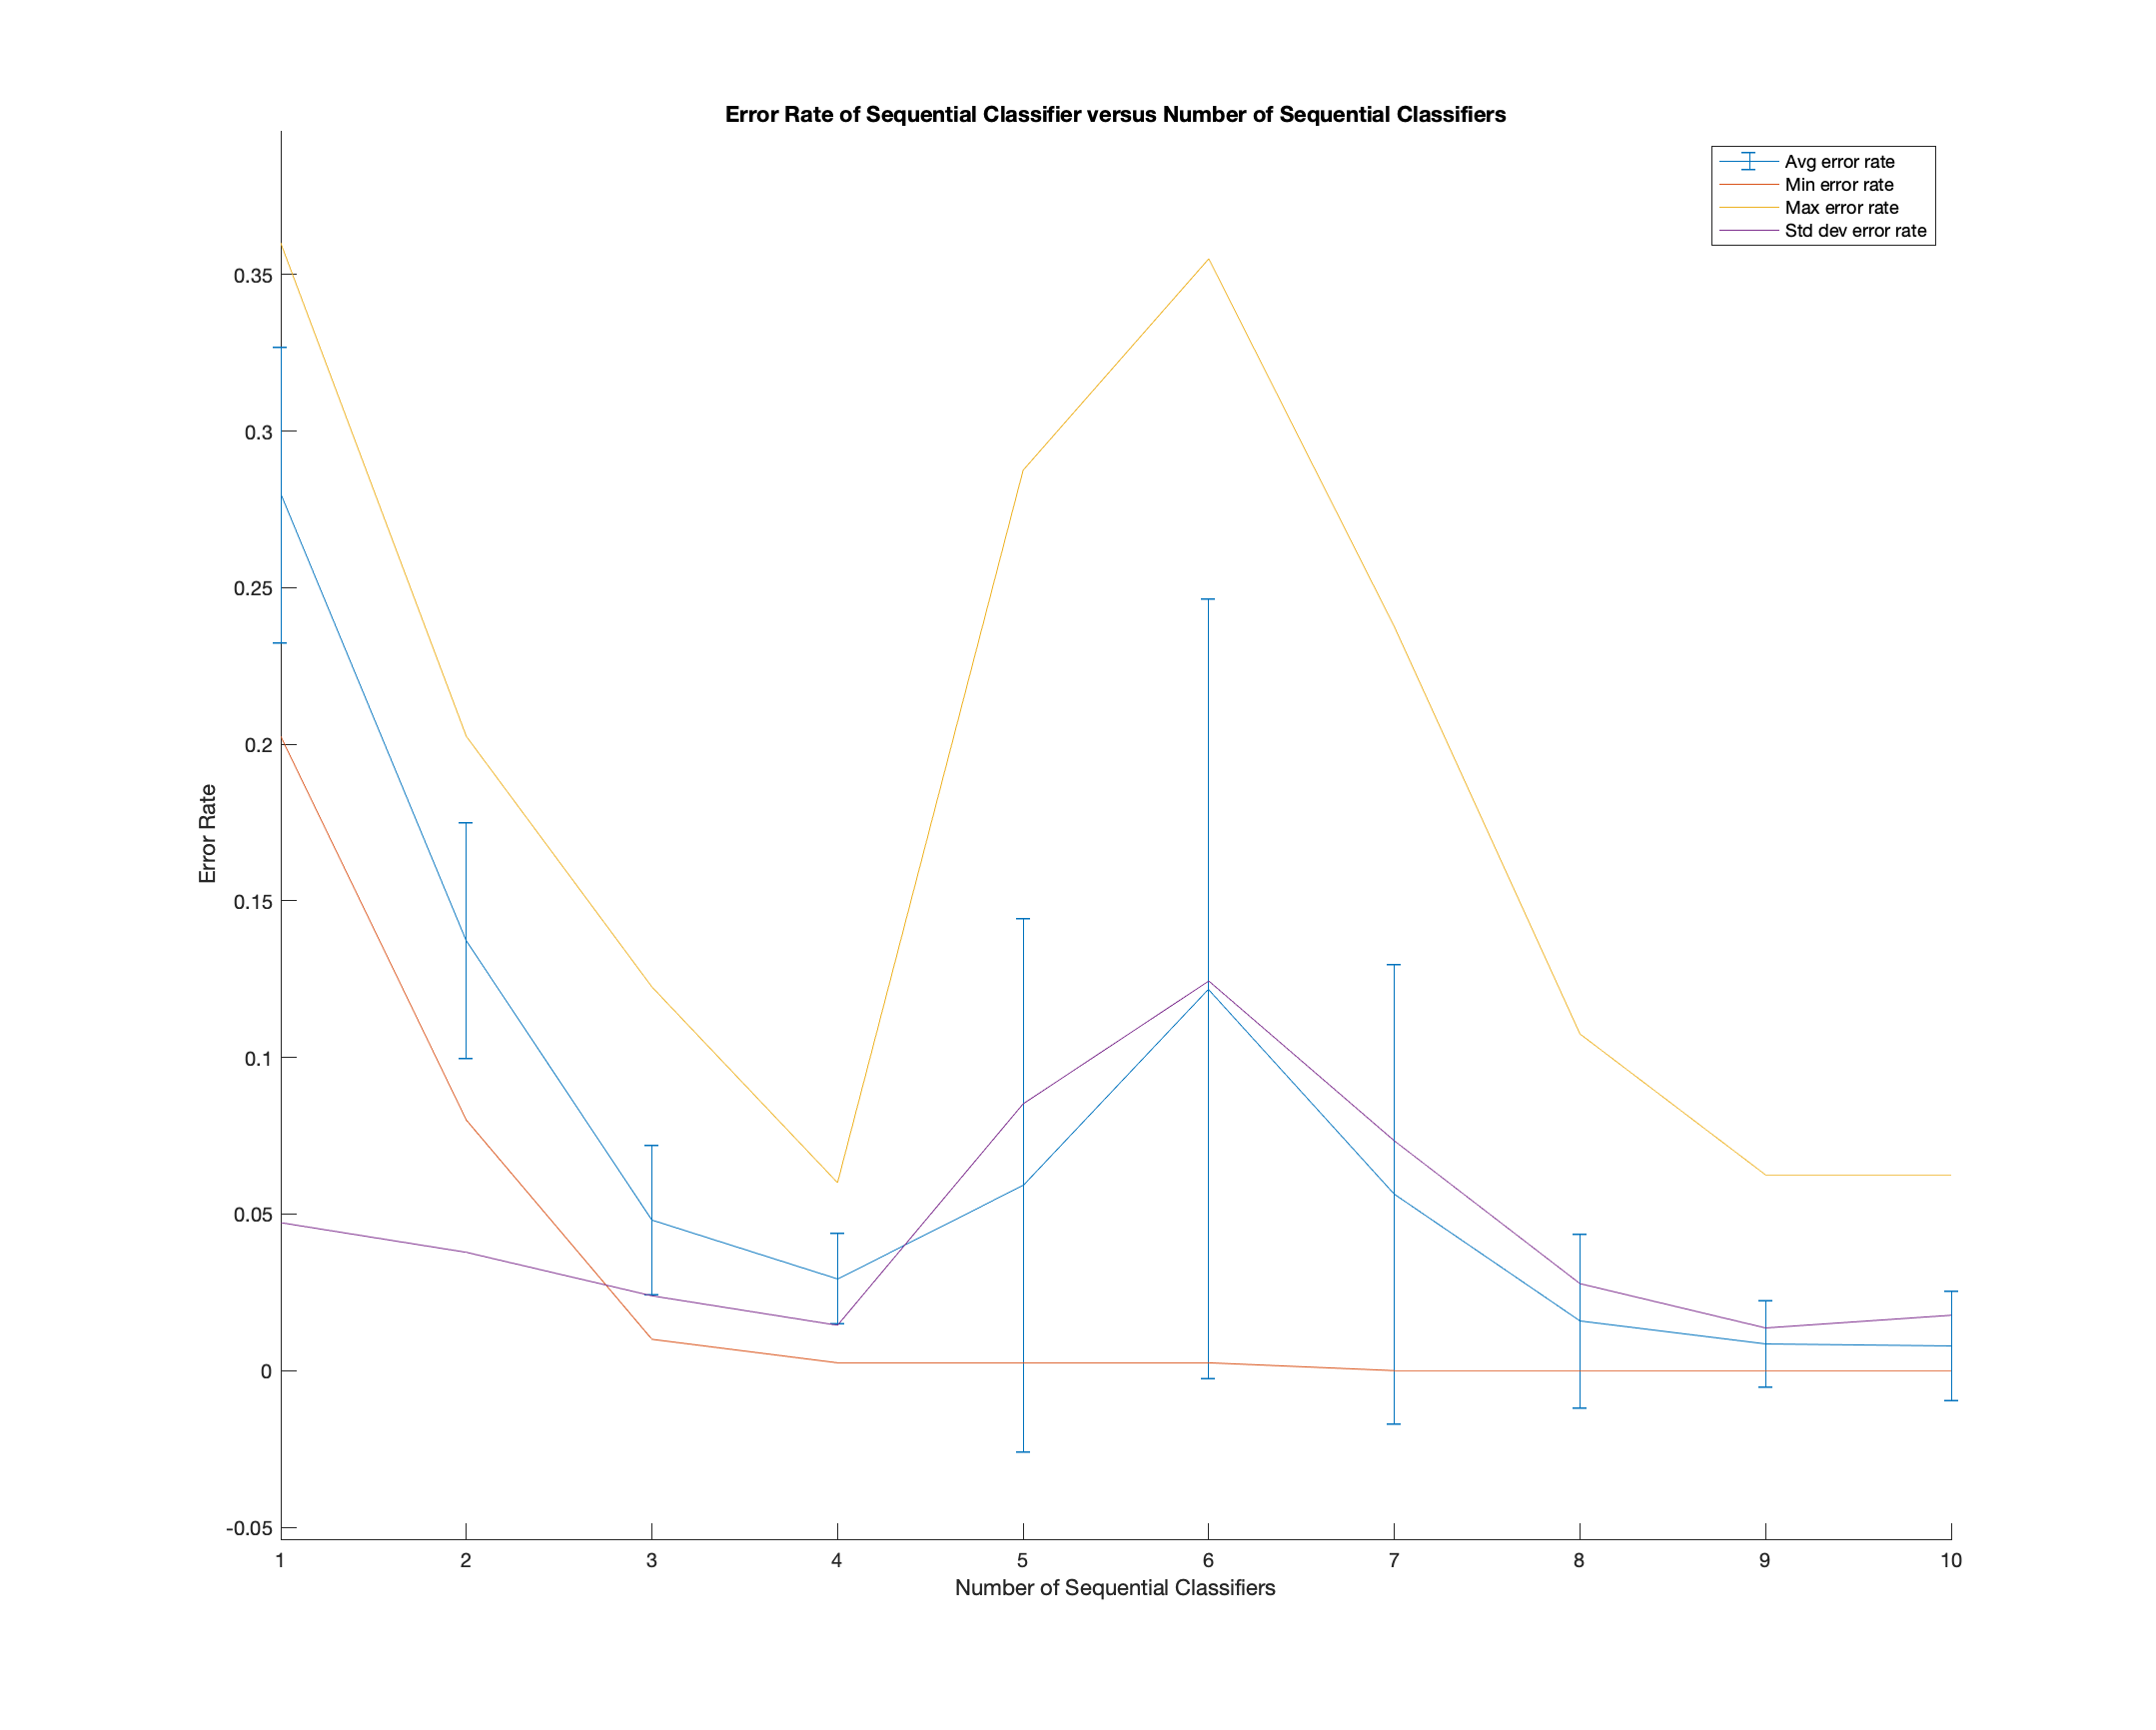 Error Rate of Sequential Classifier versus Number of Sequential Classifiers
Avg error rate
Min error rate
Max error rate
Std dev error rate
0.35
0.3
0.25
0.2
0.15
0.1
0.05
0
-0.05
Error Rate
1 2 3 4 5 6 7 8 9 10
Number of Sequential Classifiers